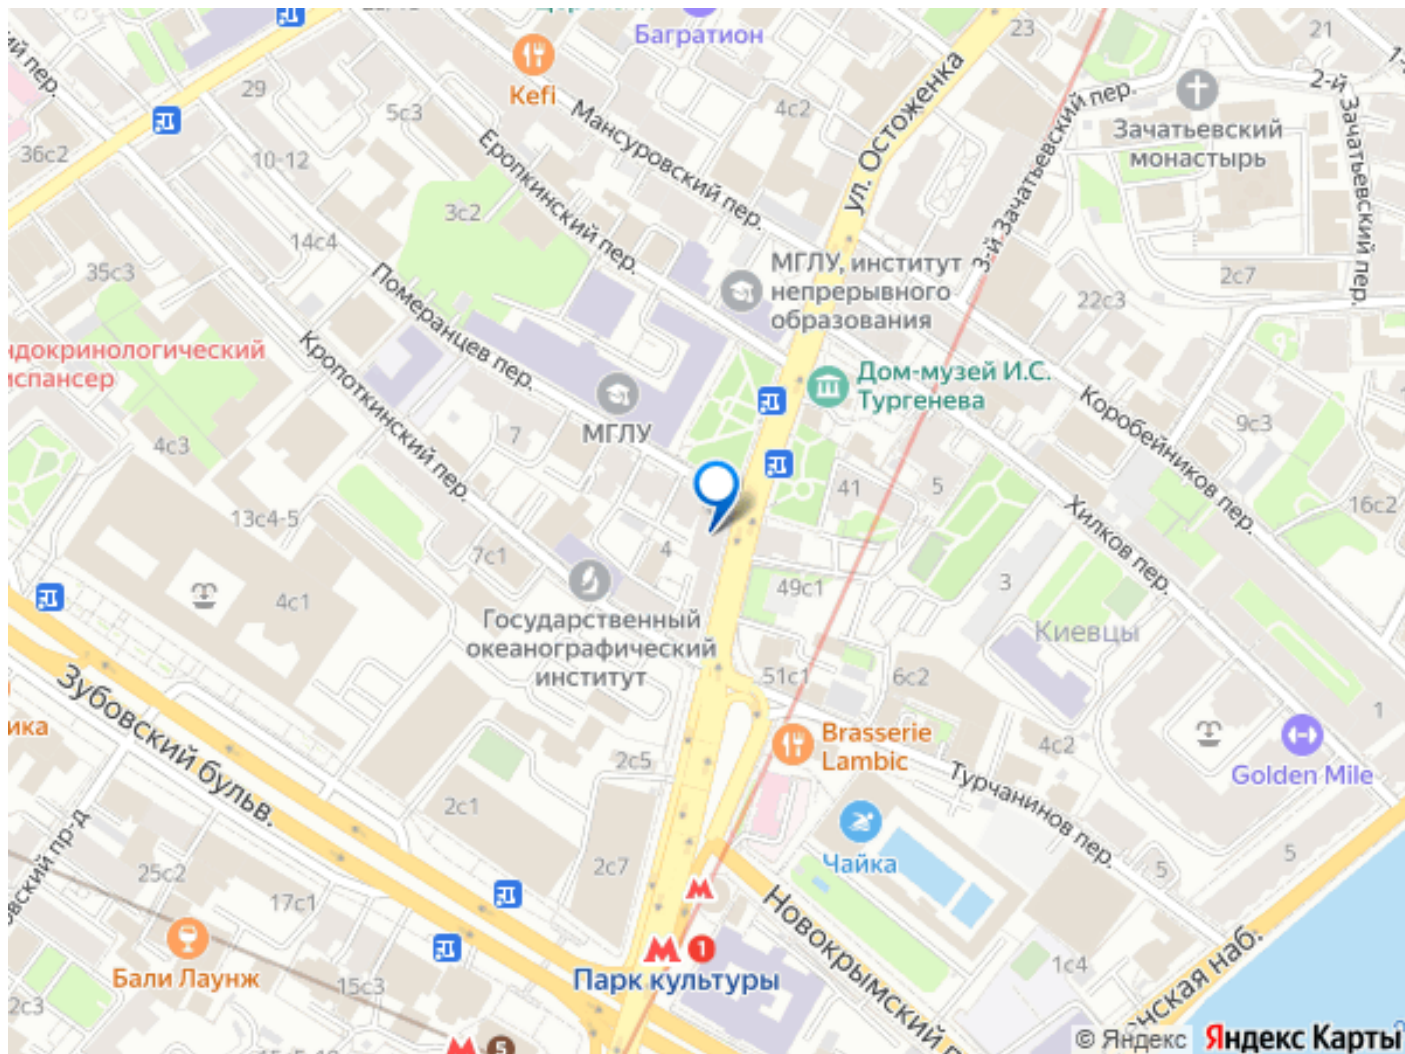 Багратион
23
21
Kefi
29
5с3
4с2
36с2
10-12
Мансуровский пер.
ул. Остоженка
3-й Зачатьевский пер.
2-й Зачатьевский пер.
Зачатьевский
монастырь
Еропкинский пер.
3с2
14с4
35с3
МГЛУ, институт
непрерывного
образования
22с3
2с7
Померанцев пер.
Кропоткинский пер.
ндокринологический
испансер
Дом-музей И.С.
Тургенева
МГЛУ
7
4с3
Коробейников пер.
9с3
41
5
16с2
13с4-5
7с1
4
Хилков пер.
3
49с1
4с1
Государственный
океанографический
институт
Киевцы
51с1
6с2
Зубовский бульв.
ика
Brasserie
Lambic
4с2
1
Golden Mile
2с5
Турчанинов пер.
2с1
Чайка
2с7
5
5
25с2
17с1
Новокрымский п
нская наб.
Бали Лаунж
1
Парк культуры
1с4
2с3
15с3
5
© Яндекс Яндекс Карты